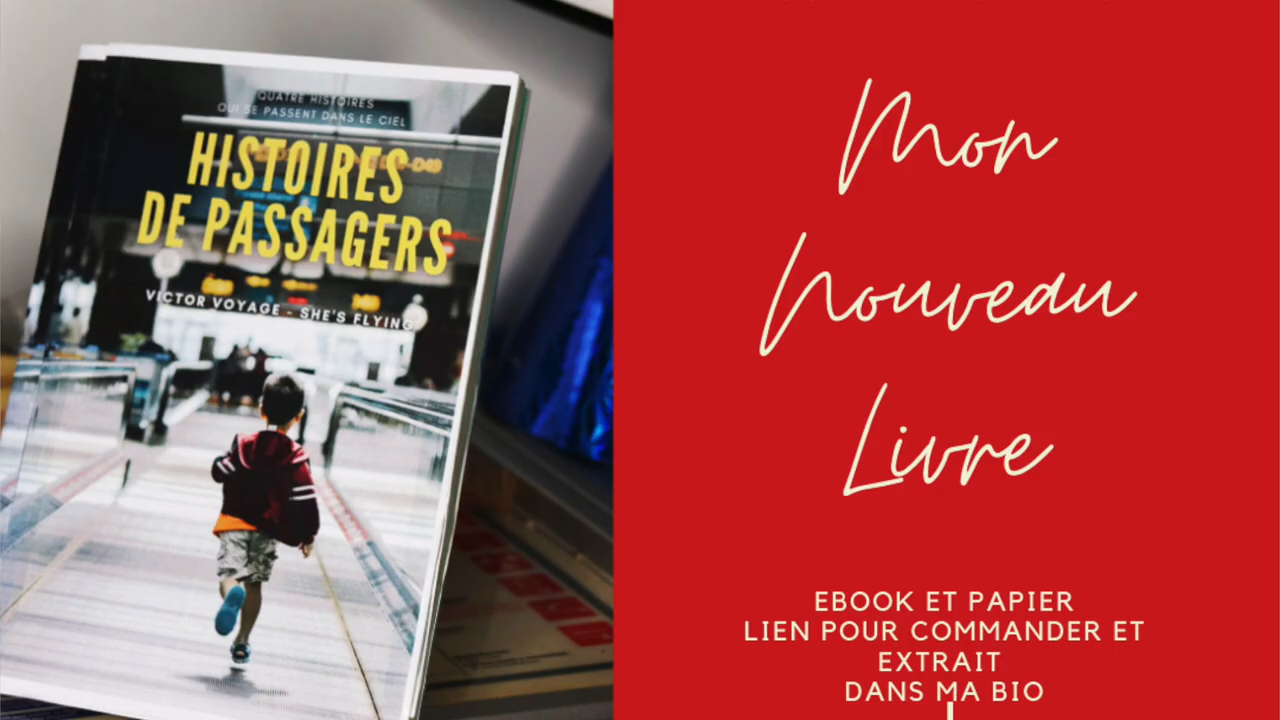 QUATRE HISTOIRES
QUI SE PASSENT DANS LE CIEL
HISTOIRES
DE PASSAGERS
VICTOR VOYAGE - SHE'S FLYING
Mon
Nouveau
Livre
EBOOK ET PAPIER
LIEN POUR COMMANDER ET
EXTRAIT
DANS MA BIO